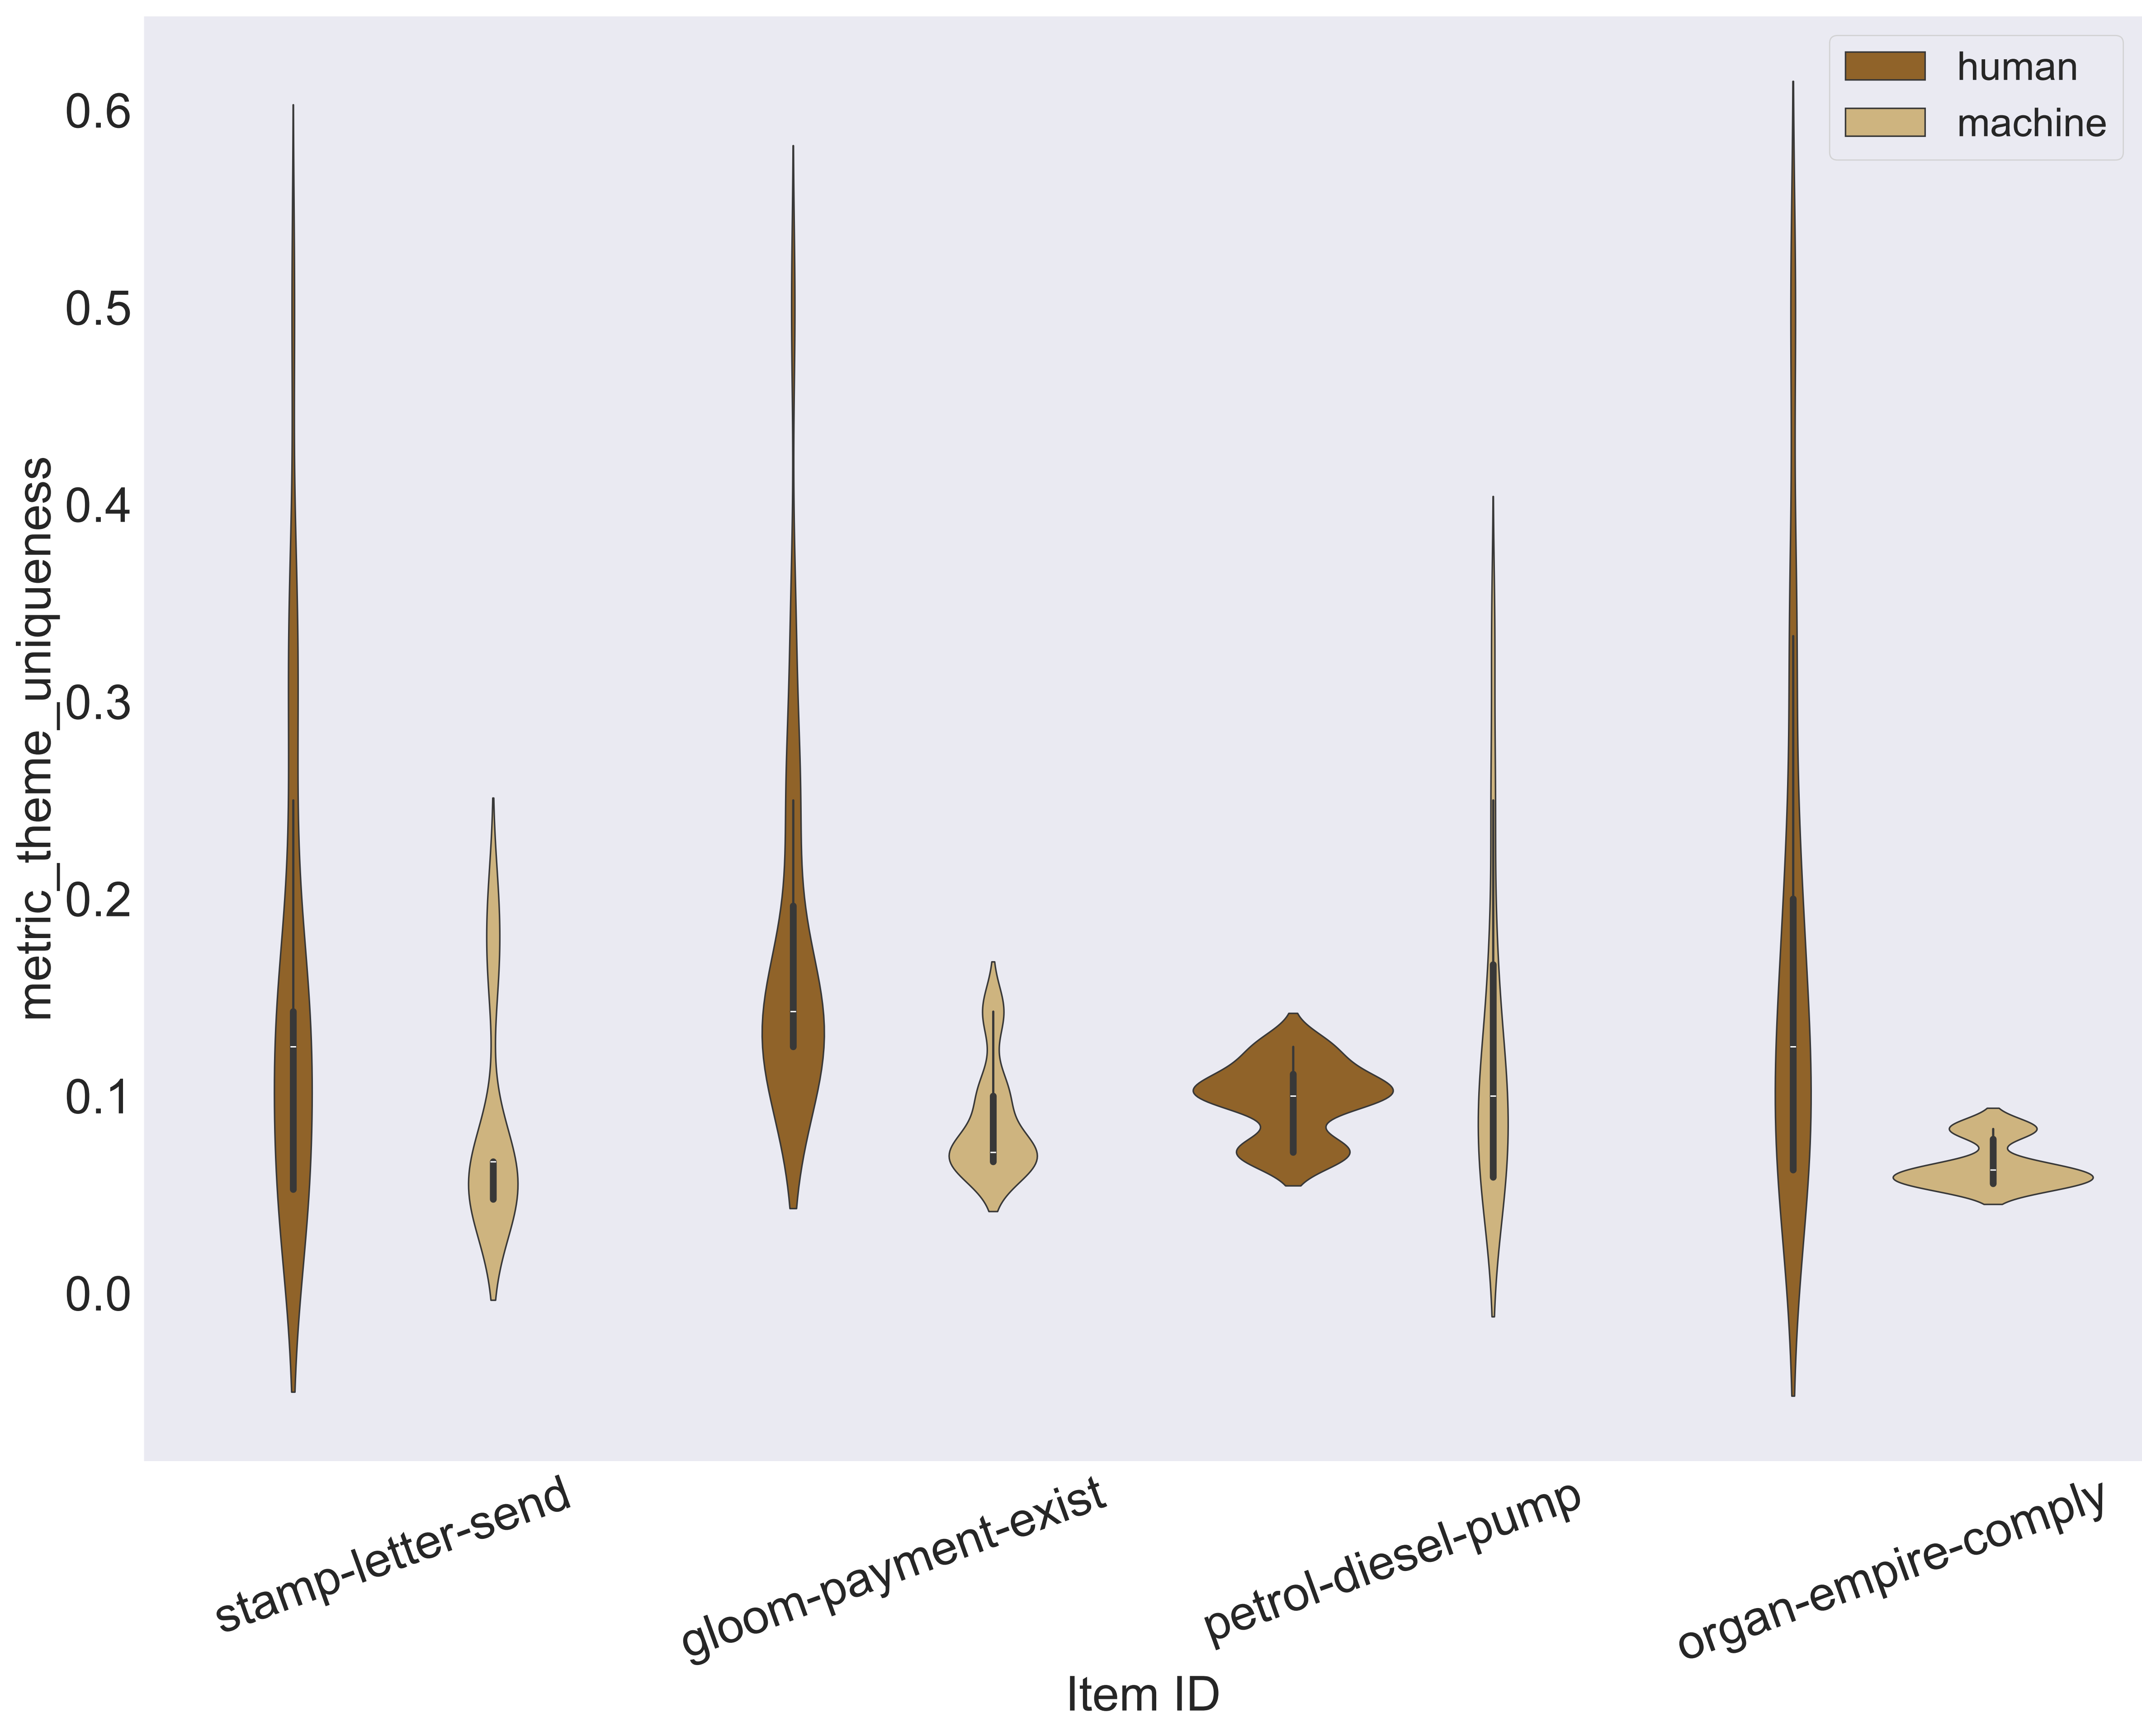 human
machine
0.6
0.5
0.4
0.3
0.2
0.1
0.0
metric_theme_uniqueness
stamp-letter-send
gloom-payment-exist
petrol-diesel-pump
organ-empire-comply
Item ID